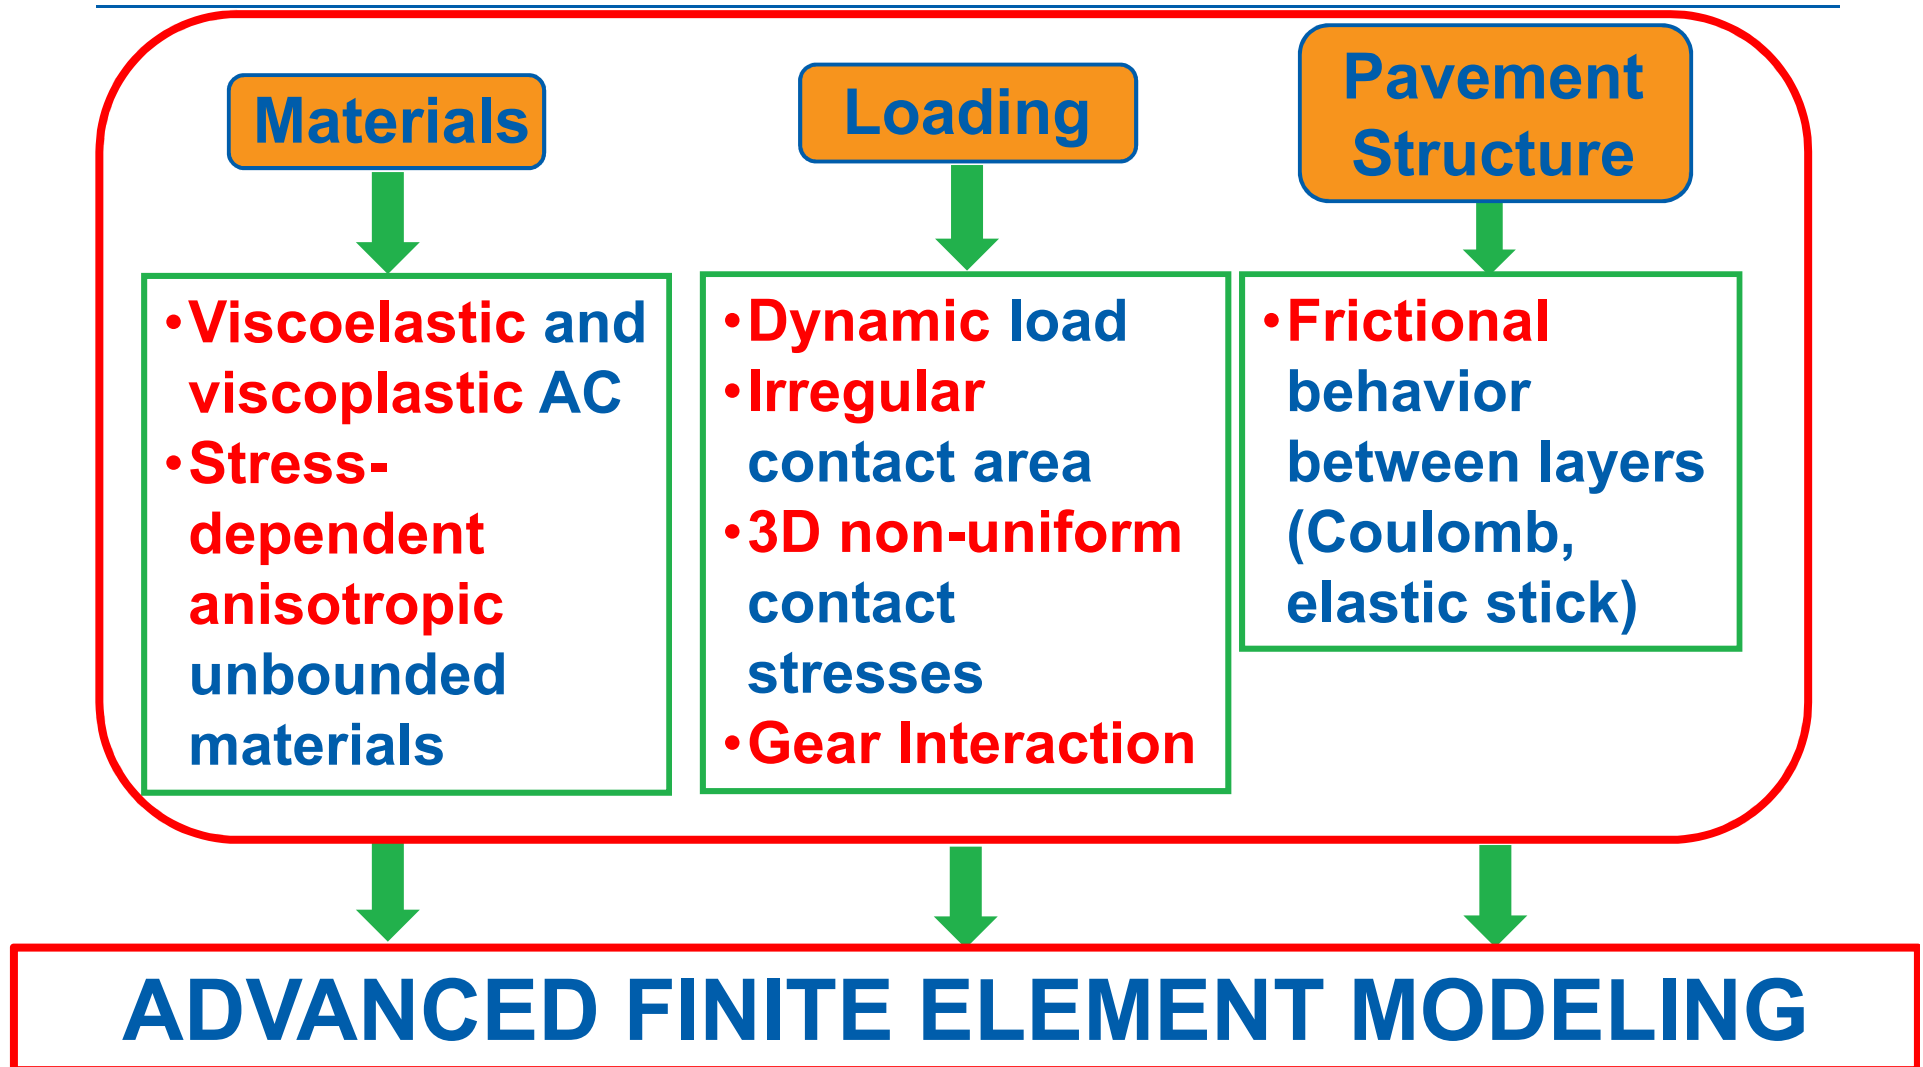 Materials
•Viscoelastic and
viscoplastic AC
•Stress-
dependent
anisotropic
unbounded
materials
Loading
•Dynamic load
•Irregular
contact area
•3D non-uniform
contact
stresses
•Gear Interaction
Pavement
Structure
•Frictional
behavior
between layers
(Coulomb,
elastic stick)
ADVANCED FINITE ELEMENT MODELING